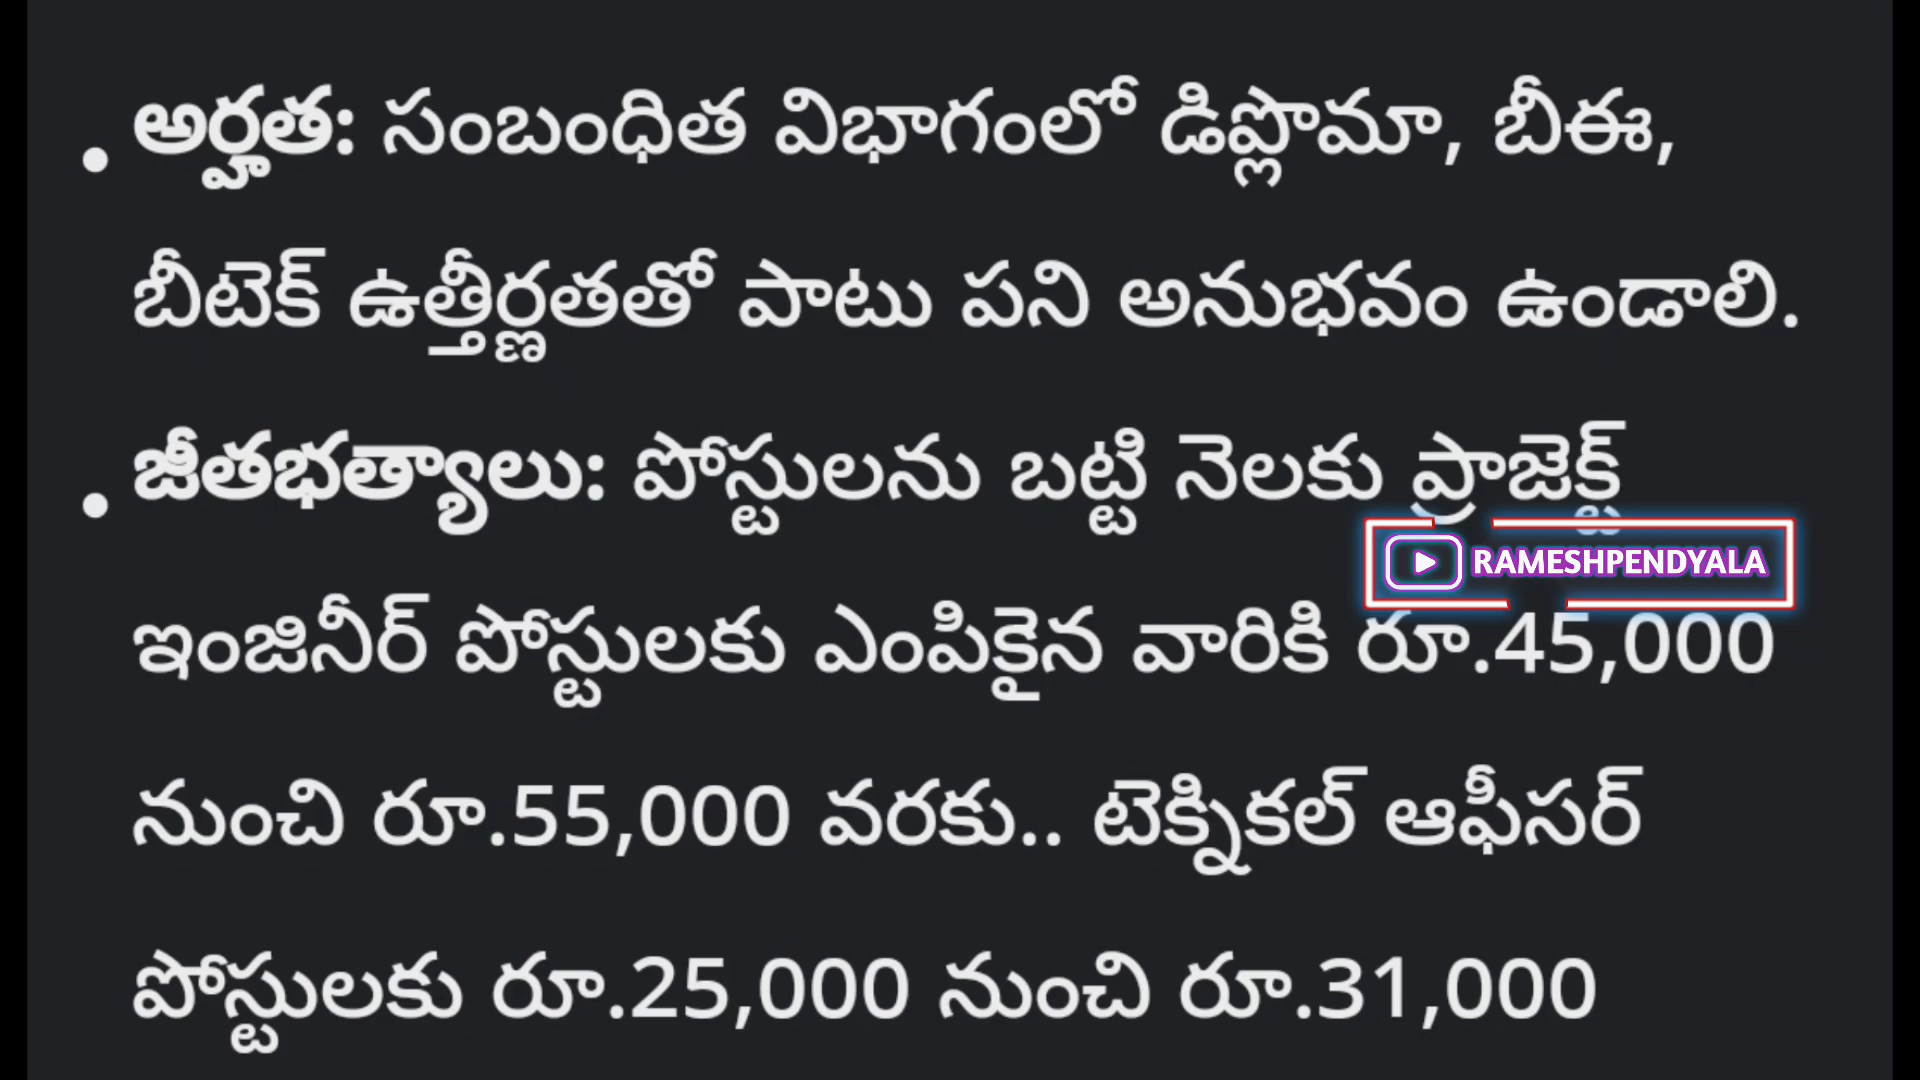 • అర్హత: సంబంధిత విభాగంలో డిప్లొమా, బీఈ,
బీటెక్ ఉత్తీర్ణతతో పాటు పని అనుభవం ఉండాలి.
• జీతభత్యాలు: పోస్టులను బట్టి నెలకు ప్రాజెక్ట్
RAMESHPENDYALA
ఇంజినీర్ పోస్టులకు ఎంపికైన వారికి రూ.45,000
నుంచి రూ.55,000 వరకు.. టెక్నికల్ ఆఫీసర్
పోస్టులకు రూ.25,000 నుంచి రూ.31,000